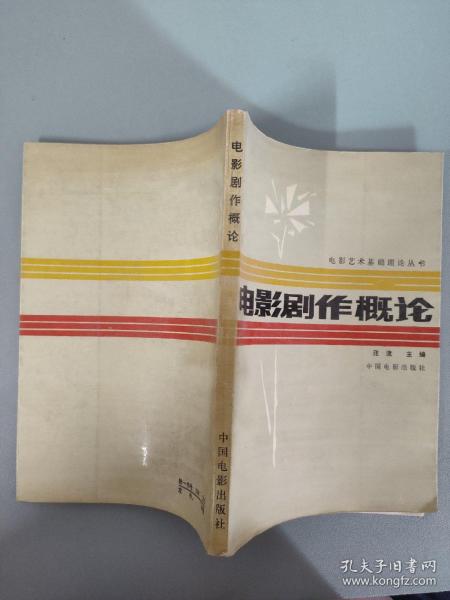 电影剧作概论
中国电影出版社
电影艺术基础理论丛书
电影剧作概论
主编
中国电影出版社
孔夫子旧书网
www.kongfz.com